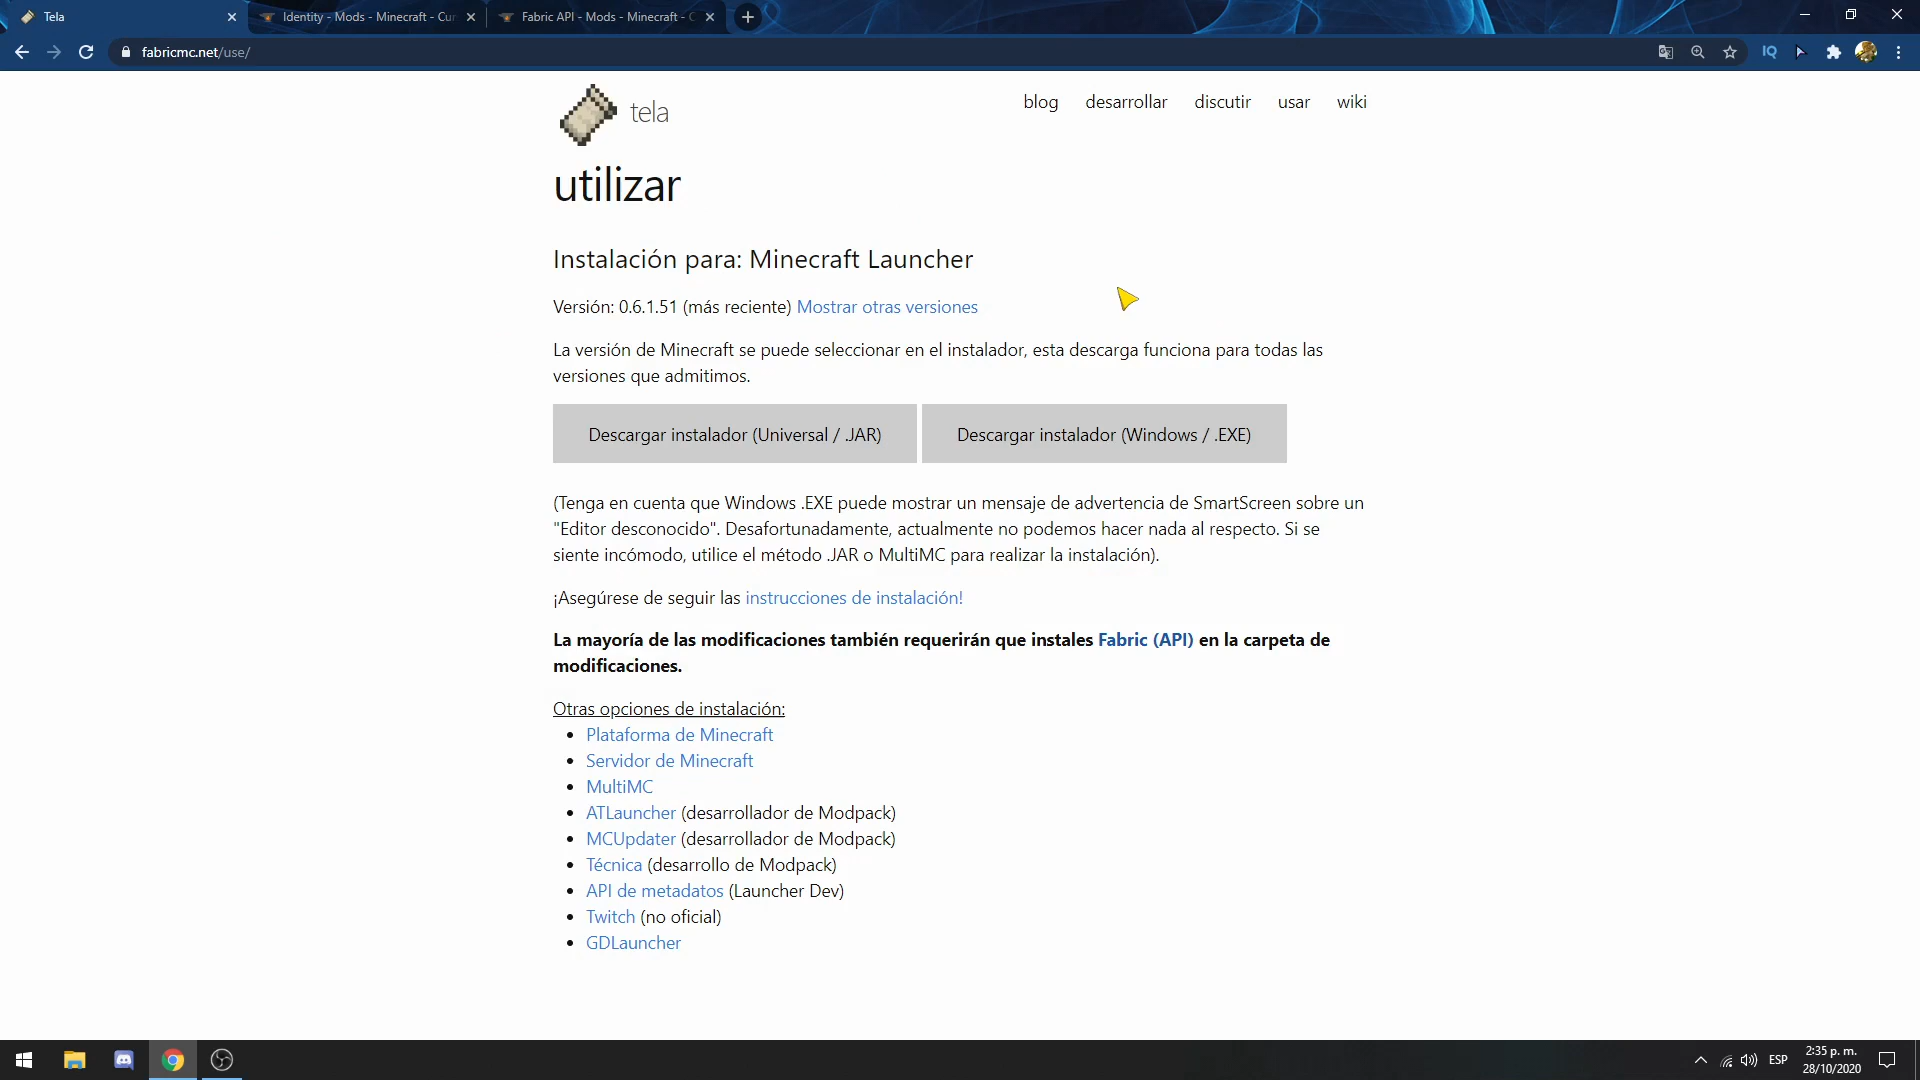 Tela
Identity - Mods - Minecraft - Cur
Fabric API - Mods - Minecraft - C
fabricmc.net/use/
IQ
tela
blog desarrollar discutir usar wiki
utilizar
Instalación para: Minecraft Launcher
Versión: 0.6.1.51 (más reciente) Mostrar otras versiones
La versión de Minecraft se puede seleccionar en el instalador, esta descarga funciona para todas las
versiones que admitimos.
Descargar instalador (Universal / .JAR)
Descargar instalador (Windows / .EXE)
(Tenga en cuenta que Windows .EXE puede mostrar un mensaje de advertencia de SmartScreen sobre un
"Editor desconocido". Desafortunadamente, actualmente no podemos hacer nada al respecto. Si se
siente incómodo, utilice el método .JAR o MultiMC para realizar la instalación).
¡Asegúrese de seguir las instrucciones de instalación!
La mayoría de las modificaciones también requerirán que instales Fabric (API) en la carpeta de
modificaciones.
Otras opciones de instalación:
Plataforma de Minecraft
Servidor de Minecraft
MultiMC
ATLauncher (desarrollador de Modpack)
MCUpdater (desarrollador de Modpack)
Técnica (desarrollo de Modpack)
API de metadatos (Launcher Dev)
Twitch (no oficial)
GDLauncher
ESP
2:35 p. m.
28/10/2020